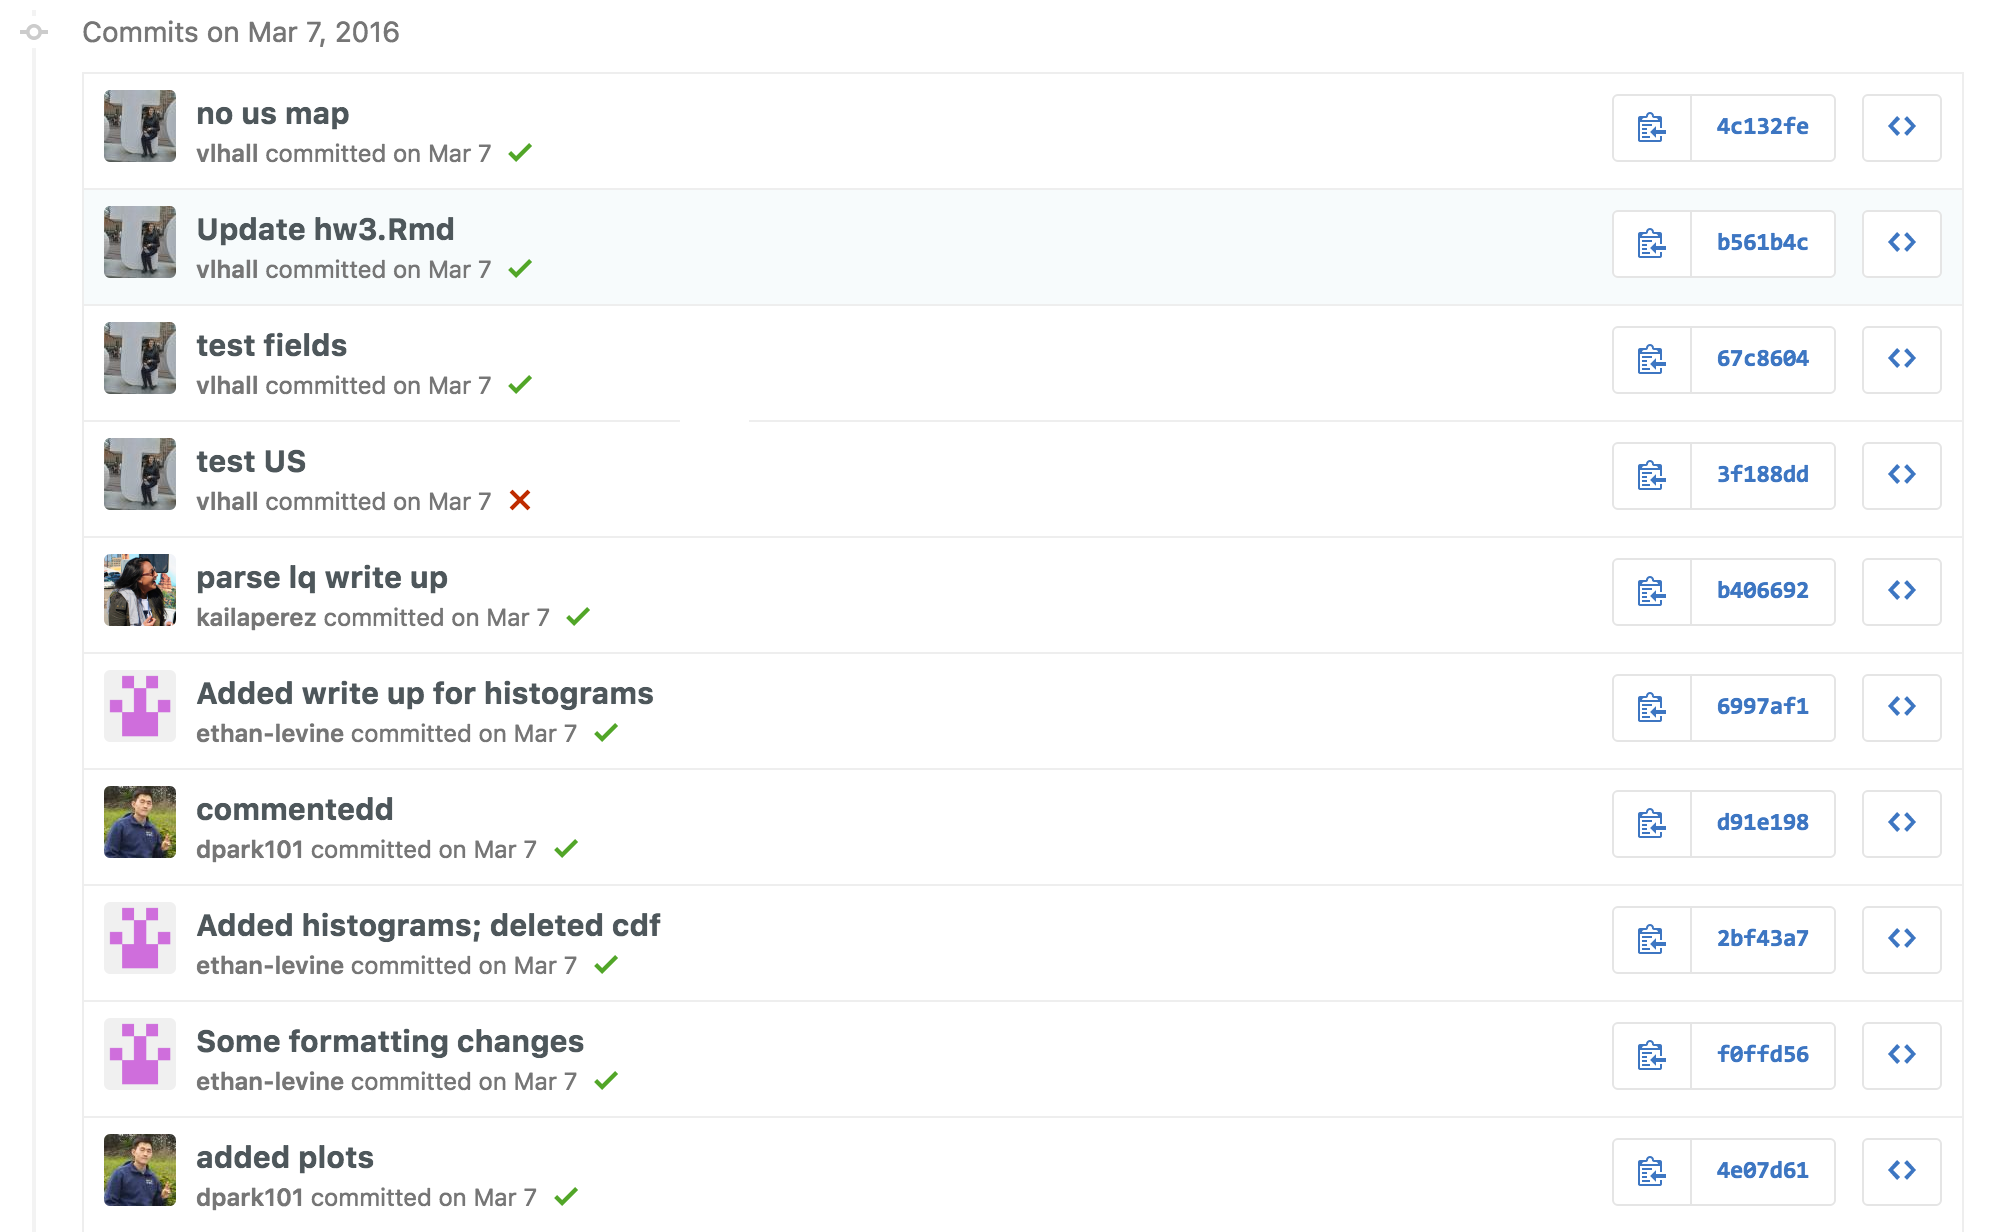 Commits on Mar 7, 2016
no us map
vlhall committed on Mar 7
4c132fe
Update hw3.Rmd
vlhall committed on Mar 7
b561b4c
test fields
vlhall committed on Mar 7
67c8604
test US
vlhall committed on Mar 7
3f188dd
parse lq write up
kailaperez committed on Mar 7
b406692
Added write up for histograms
ethan-levine committed on Mar 7
6997af1
commentedd
dpark101 committed on Mar 7
d91e198
Added histograms; deleted cdf
ethan-levine committed on Mar 7
2bf43a7
Some formatting changes
ethan-levine committed on Mar 7
f0ffd56
added plots
dpark101 committed on Mar 7
4e07d61